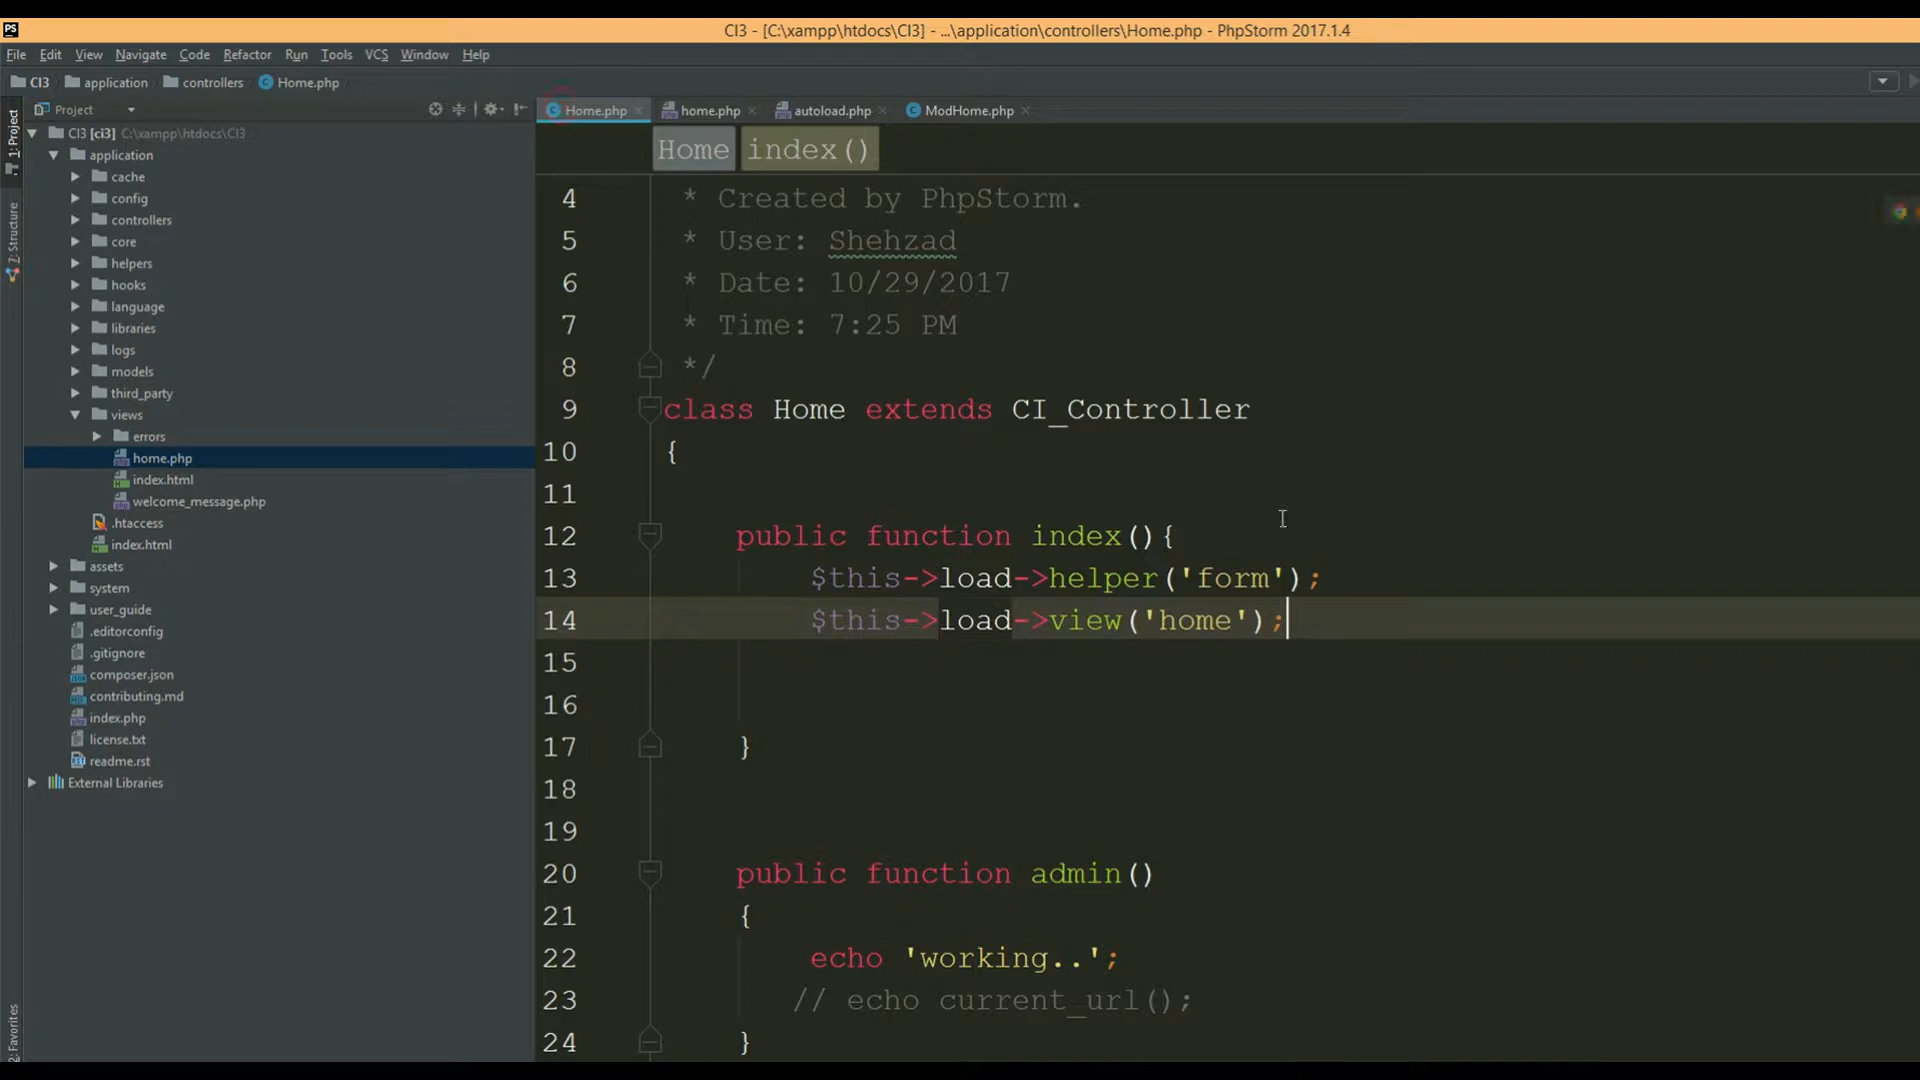 PS
CI3 - [C:\xampp\htdocs\CI3] - ...\application\controllers\Home.php - PhpStorm 2017.1.4
File Edit View Navigate Code Refactor Run Tools VCS Window Help
CI3 application controllers Home.php
Project
Home.php home.php autoload.php ModHome.php
1: Project
7: Structure
2: Favorites
CI3 [ci3] C:\xampp\htdocs\CI3
application
cache
config
controllers
core
helpers
hooks
language
libraries
logs
models
third_party
views
errors
home.php
index.html
welcome_message.php
.htaccess
index.html
assets
system
user_guide
.editorconfig
.gitignore
composer.json
contributing.md
index.php
license.txt
readme.rst
External Libraries
Home index()
4 * Created by PhpStorm.
5 * User: Shehzad
6 * Date: 10/29/2017
7 * Time: 7:25 PM
8 */
9 class Home extends CI_Controller
10 {
11
12 public function index(){
13 $this->load->helper('form');
14 $this->load->view('home');
15
16
17 }
18
19
20 public function admin()
21 {
22 echo 'working..';
23 // echo current_url();
24 }